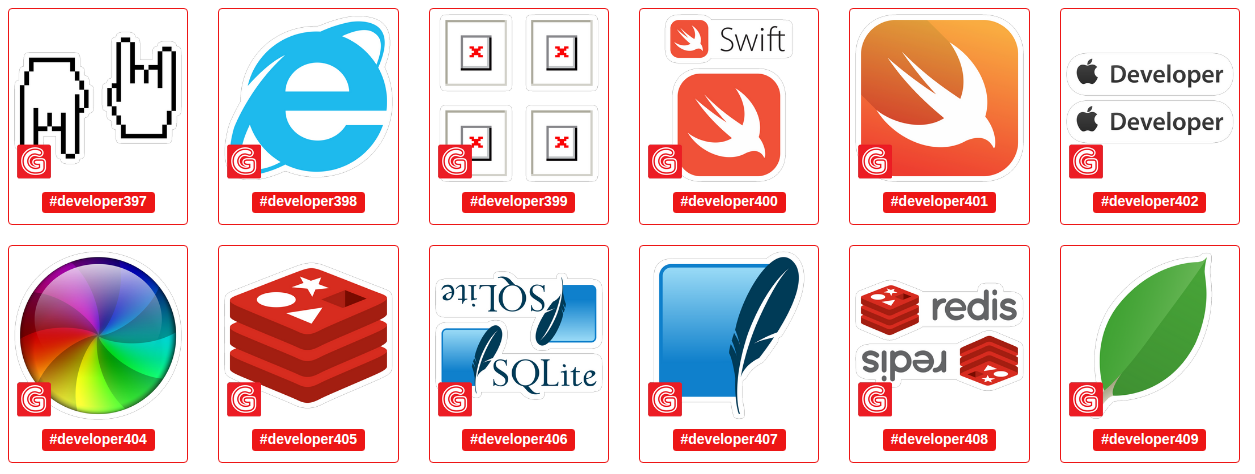 Swift
Developer
Developer
G
G
G
G
G
G
#developer397
#developer398
#developer399
#developer400
#developer401
#developer402
SQLite
redis
redis
SQLite
G
G
G
G
G
G
#developer404
#developer405
#developer406
#developer407
#developer408
#developer409